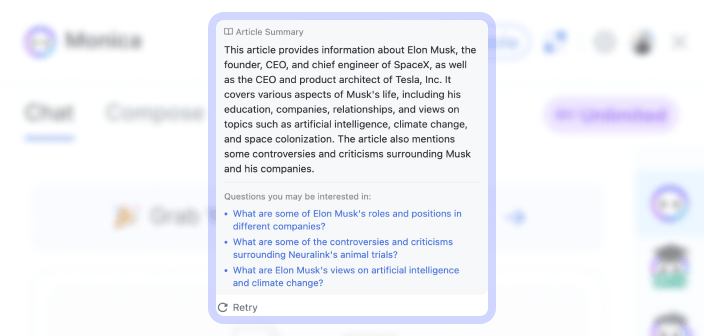 Monica
Chat
Compose
Unlimited
Grab
Article Summary
This article provides information about Elon Musk, the
founder, CEO, and chief engineer of SpaceX, as well
as the CEO and product architect of Tesla, Inc. It
covers various aspects of Musk's life, including his
education, companies, relationships, and views on
topics such as artificial intelligence, climate change,
and space colonization. The article also mentions
some controversies and criticisms surrounding Musk
and his companies.
Questions you may be interested in:
• What are some of Elon Musk's roles and positions in
different companies?
• What are some of the controversies and criticisms
surrounding Neuralink's animal trials?
• What are Elon Musk's views on artificial intelligence
and climate change?
Retry